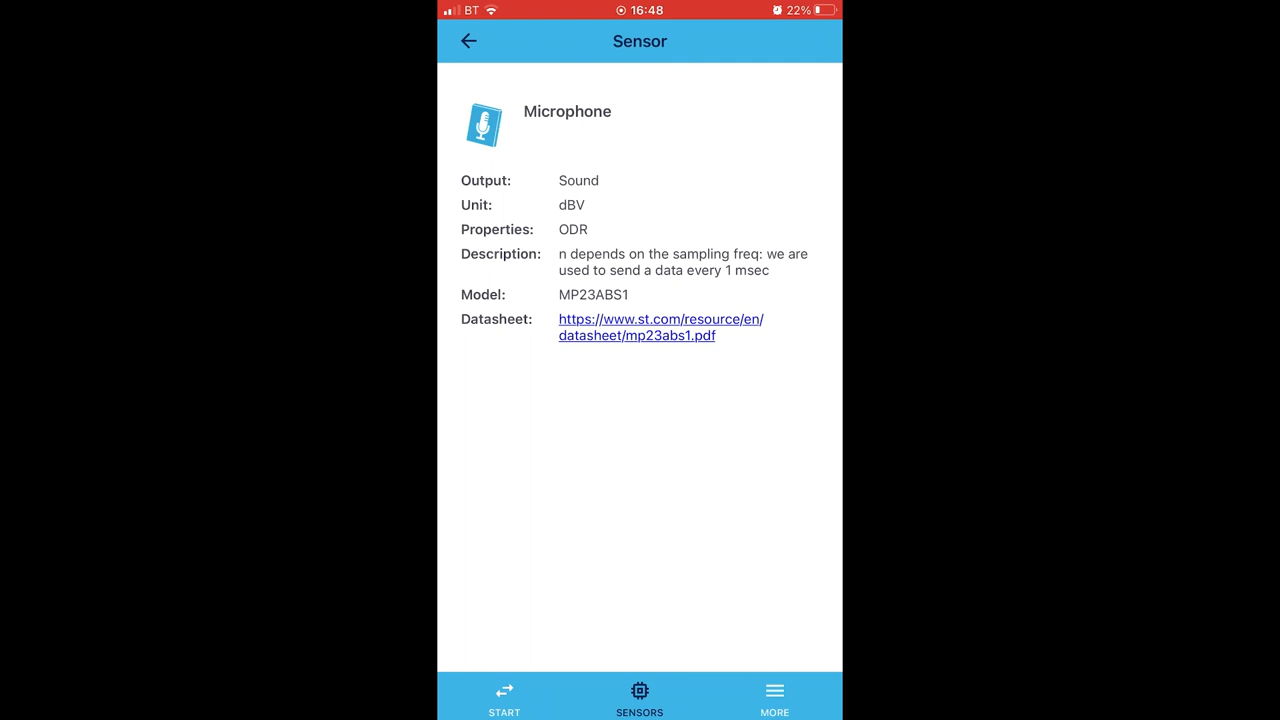 BT 16:48 22%
Sensor
Microphone
Output: Sound
Unit: dBV
Properties: ODR
Description: n depends on the sampling freq: we are
used to send a data every 1 msec
Model: MP23ABS1
Datasheet: https://www.st.com/resource/en/
datasheet/mp23abs1.pdf
START SENSORS MORE